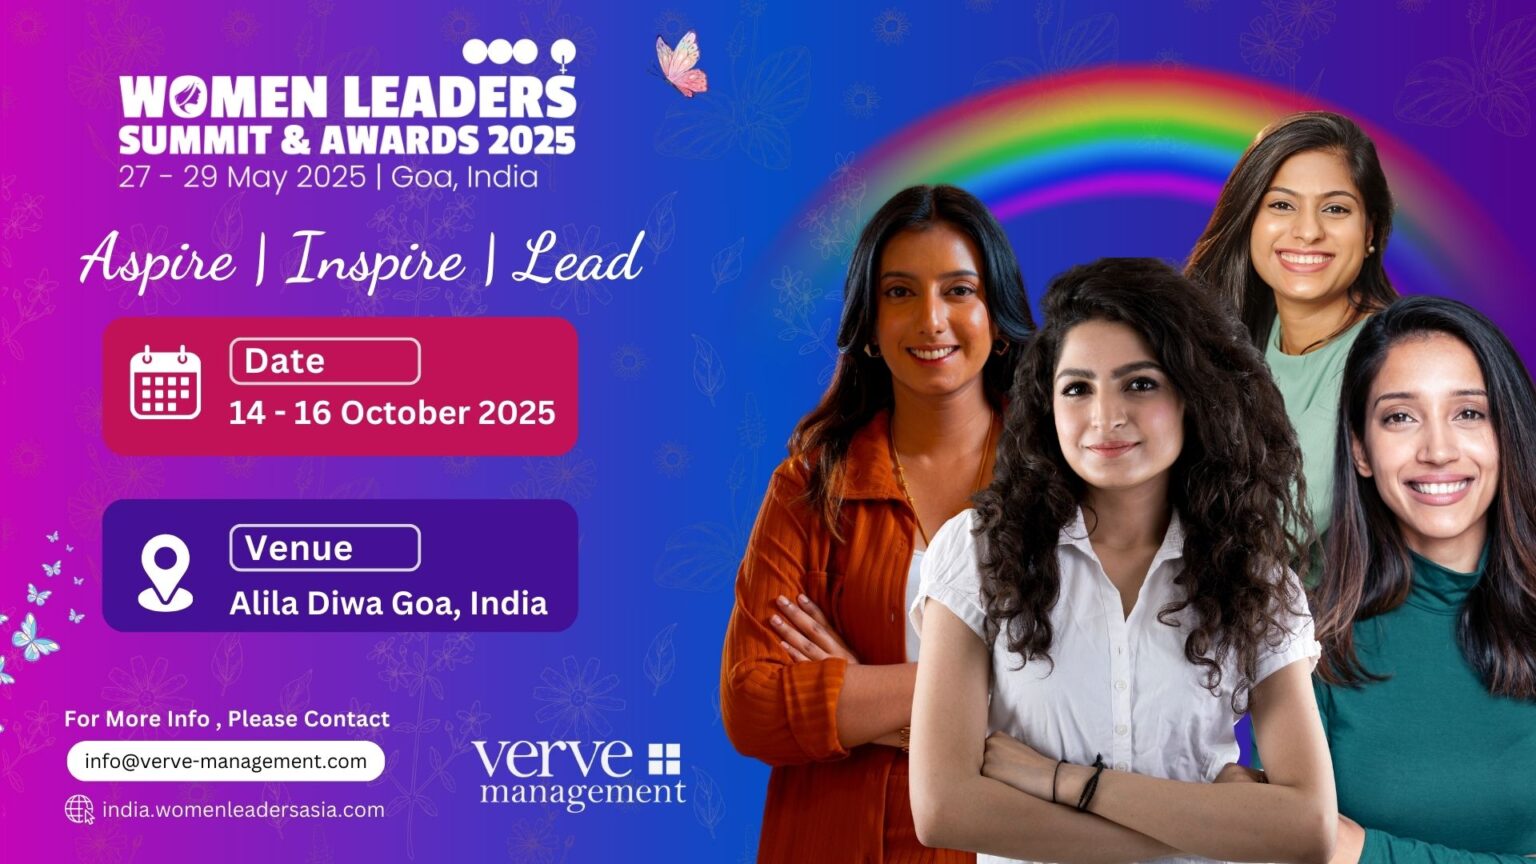 WOMEN LEADERS
SUMMIT & AWARDS 2025
27 - 29 May 2025 | Goa, India
Aspire | Inspire | Lead
Date
14 - 16 October 2025
Venue
Alila Diwa Goa, India
For More Info , Please Contact
info@verve-management.com
india.womenleadersasia.com
verve
management